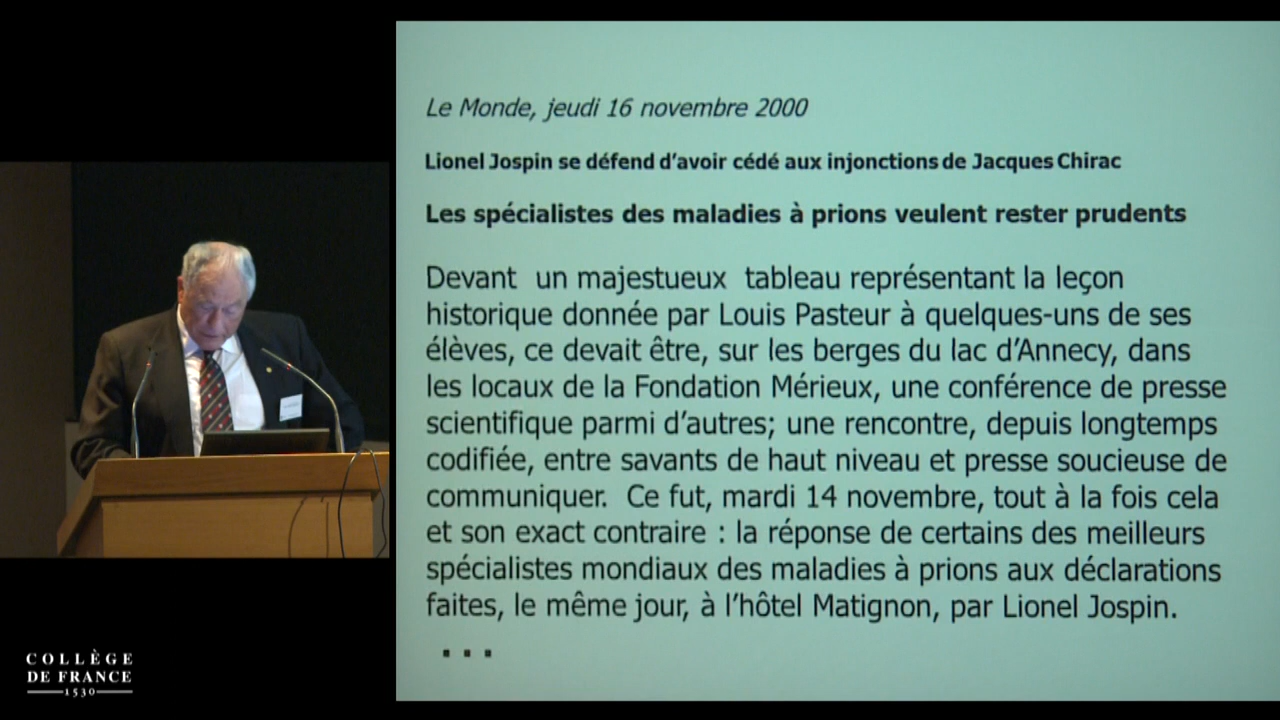 Le Monde, jeudi 16 novembre 2000
Lionel Jospin se défend d'avoir cédé aux injonctions de Jacques Chirac
Les spécialistes des maladies à prions veulent rester prudents
Devant un majestueux tableau représentant la leçon
historique donnée par Louis Pasteur à quelques-uns de ses
élèves, ce devait être, sur les berges du lac d'Annecy, dans
les locaux de la Fondation Mérieux, une conférence de presse
scientifique parmi d'autres; une rencontre, depuis longtemps
codifiée, entre savants de haut niveau et presse soucieuse de
communiquer. Ce fut, mardi 14 novembre, tout à la fois cela
et son exact contraire : la réponse de certains des meilleurs
spécialistes mondiaux des maladies à prions aux déclarations
faites, le même jour, à l'hôtel Matignon, par Lionel Jospin.
...
COLLÈGE
DE FRANCE
1530